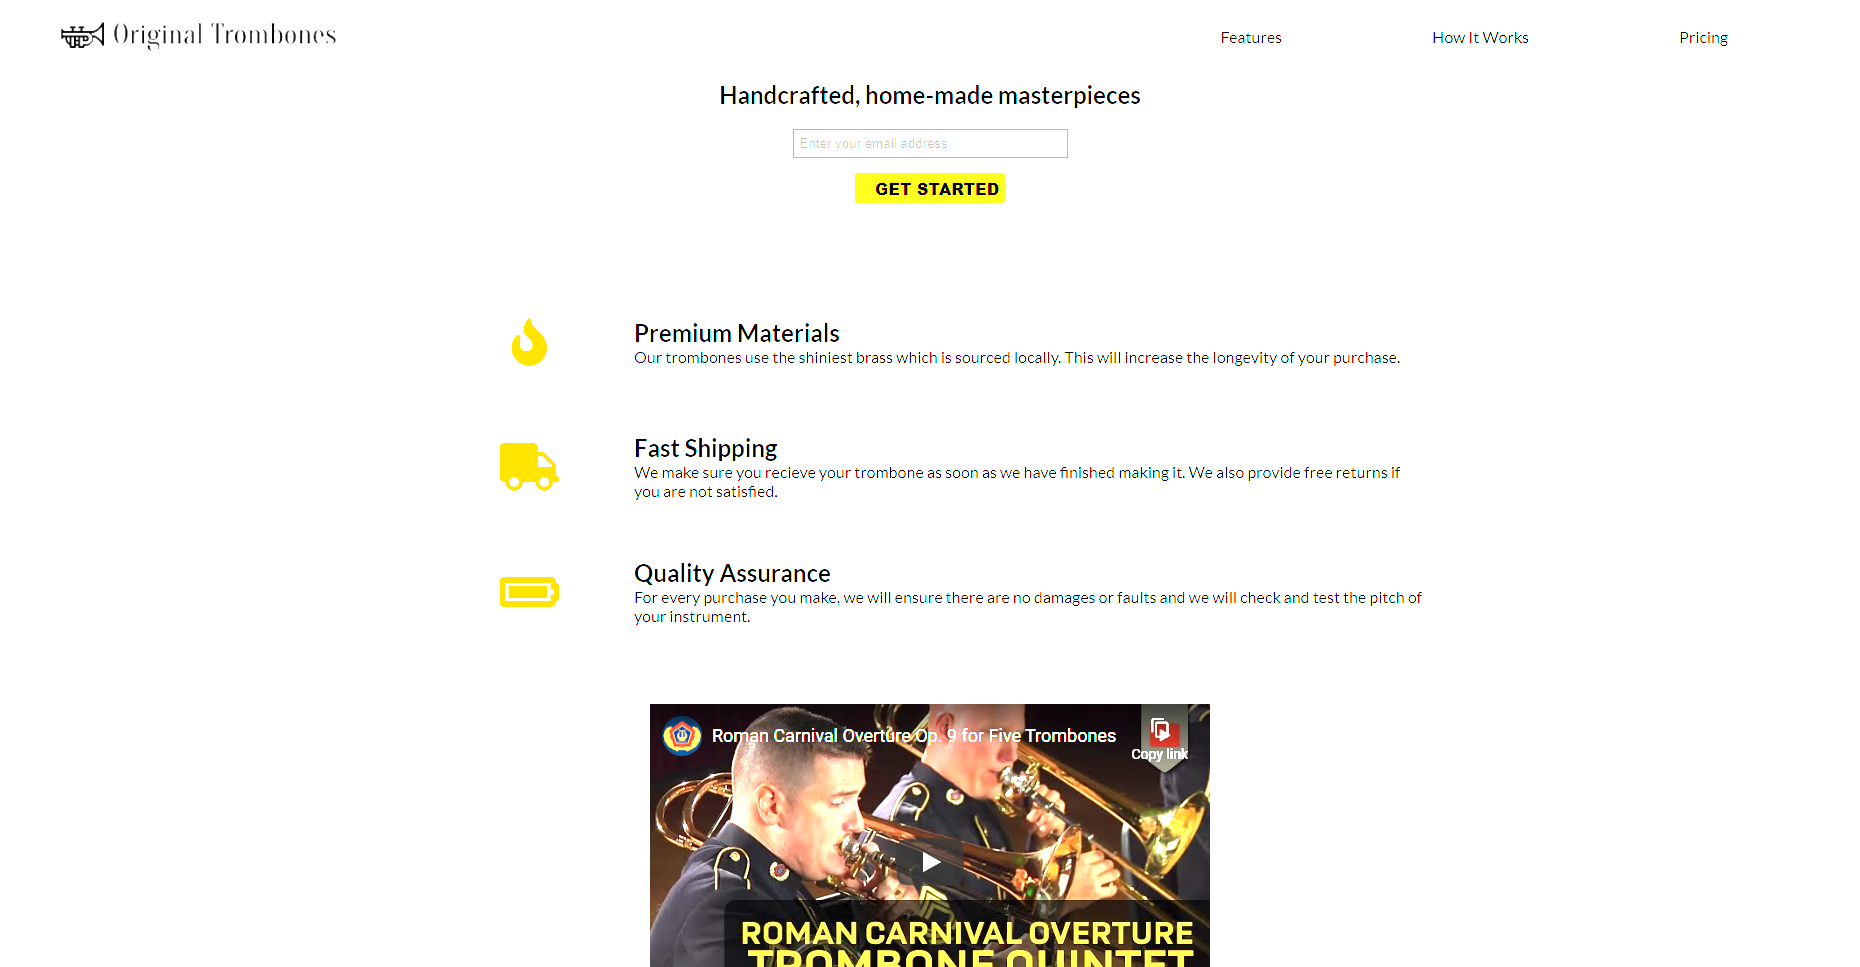 Original Trombones
Features
How It Works
Pricing
Handcrafted, home-made masterpieces
Enter your email address
GET STARTED
Premium Materials
Our trombones use the shiniest brass which is sourced locally. This will increase the longevity of your purchase.
Fast Shipping
We make sure you recieve your trombone as soon as we have finished making it. We also provide free returns if
you are not satisfied.
Quality Assurance
For every purchase you make, we will ensure there are no damages or faults and we will check and test the pitch of
your instrument.
Roman Carnival Overture Op. 9 for Five Trombones
Copy link
ROMAN CARNIVAL OVERTURE
TROMBONE QUINTET